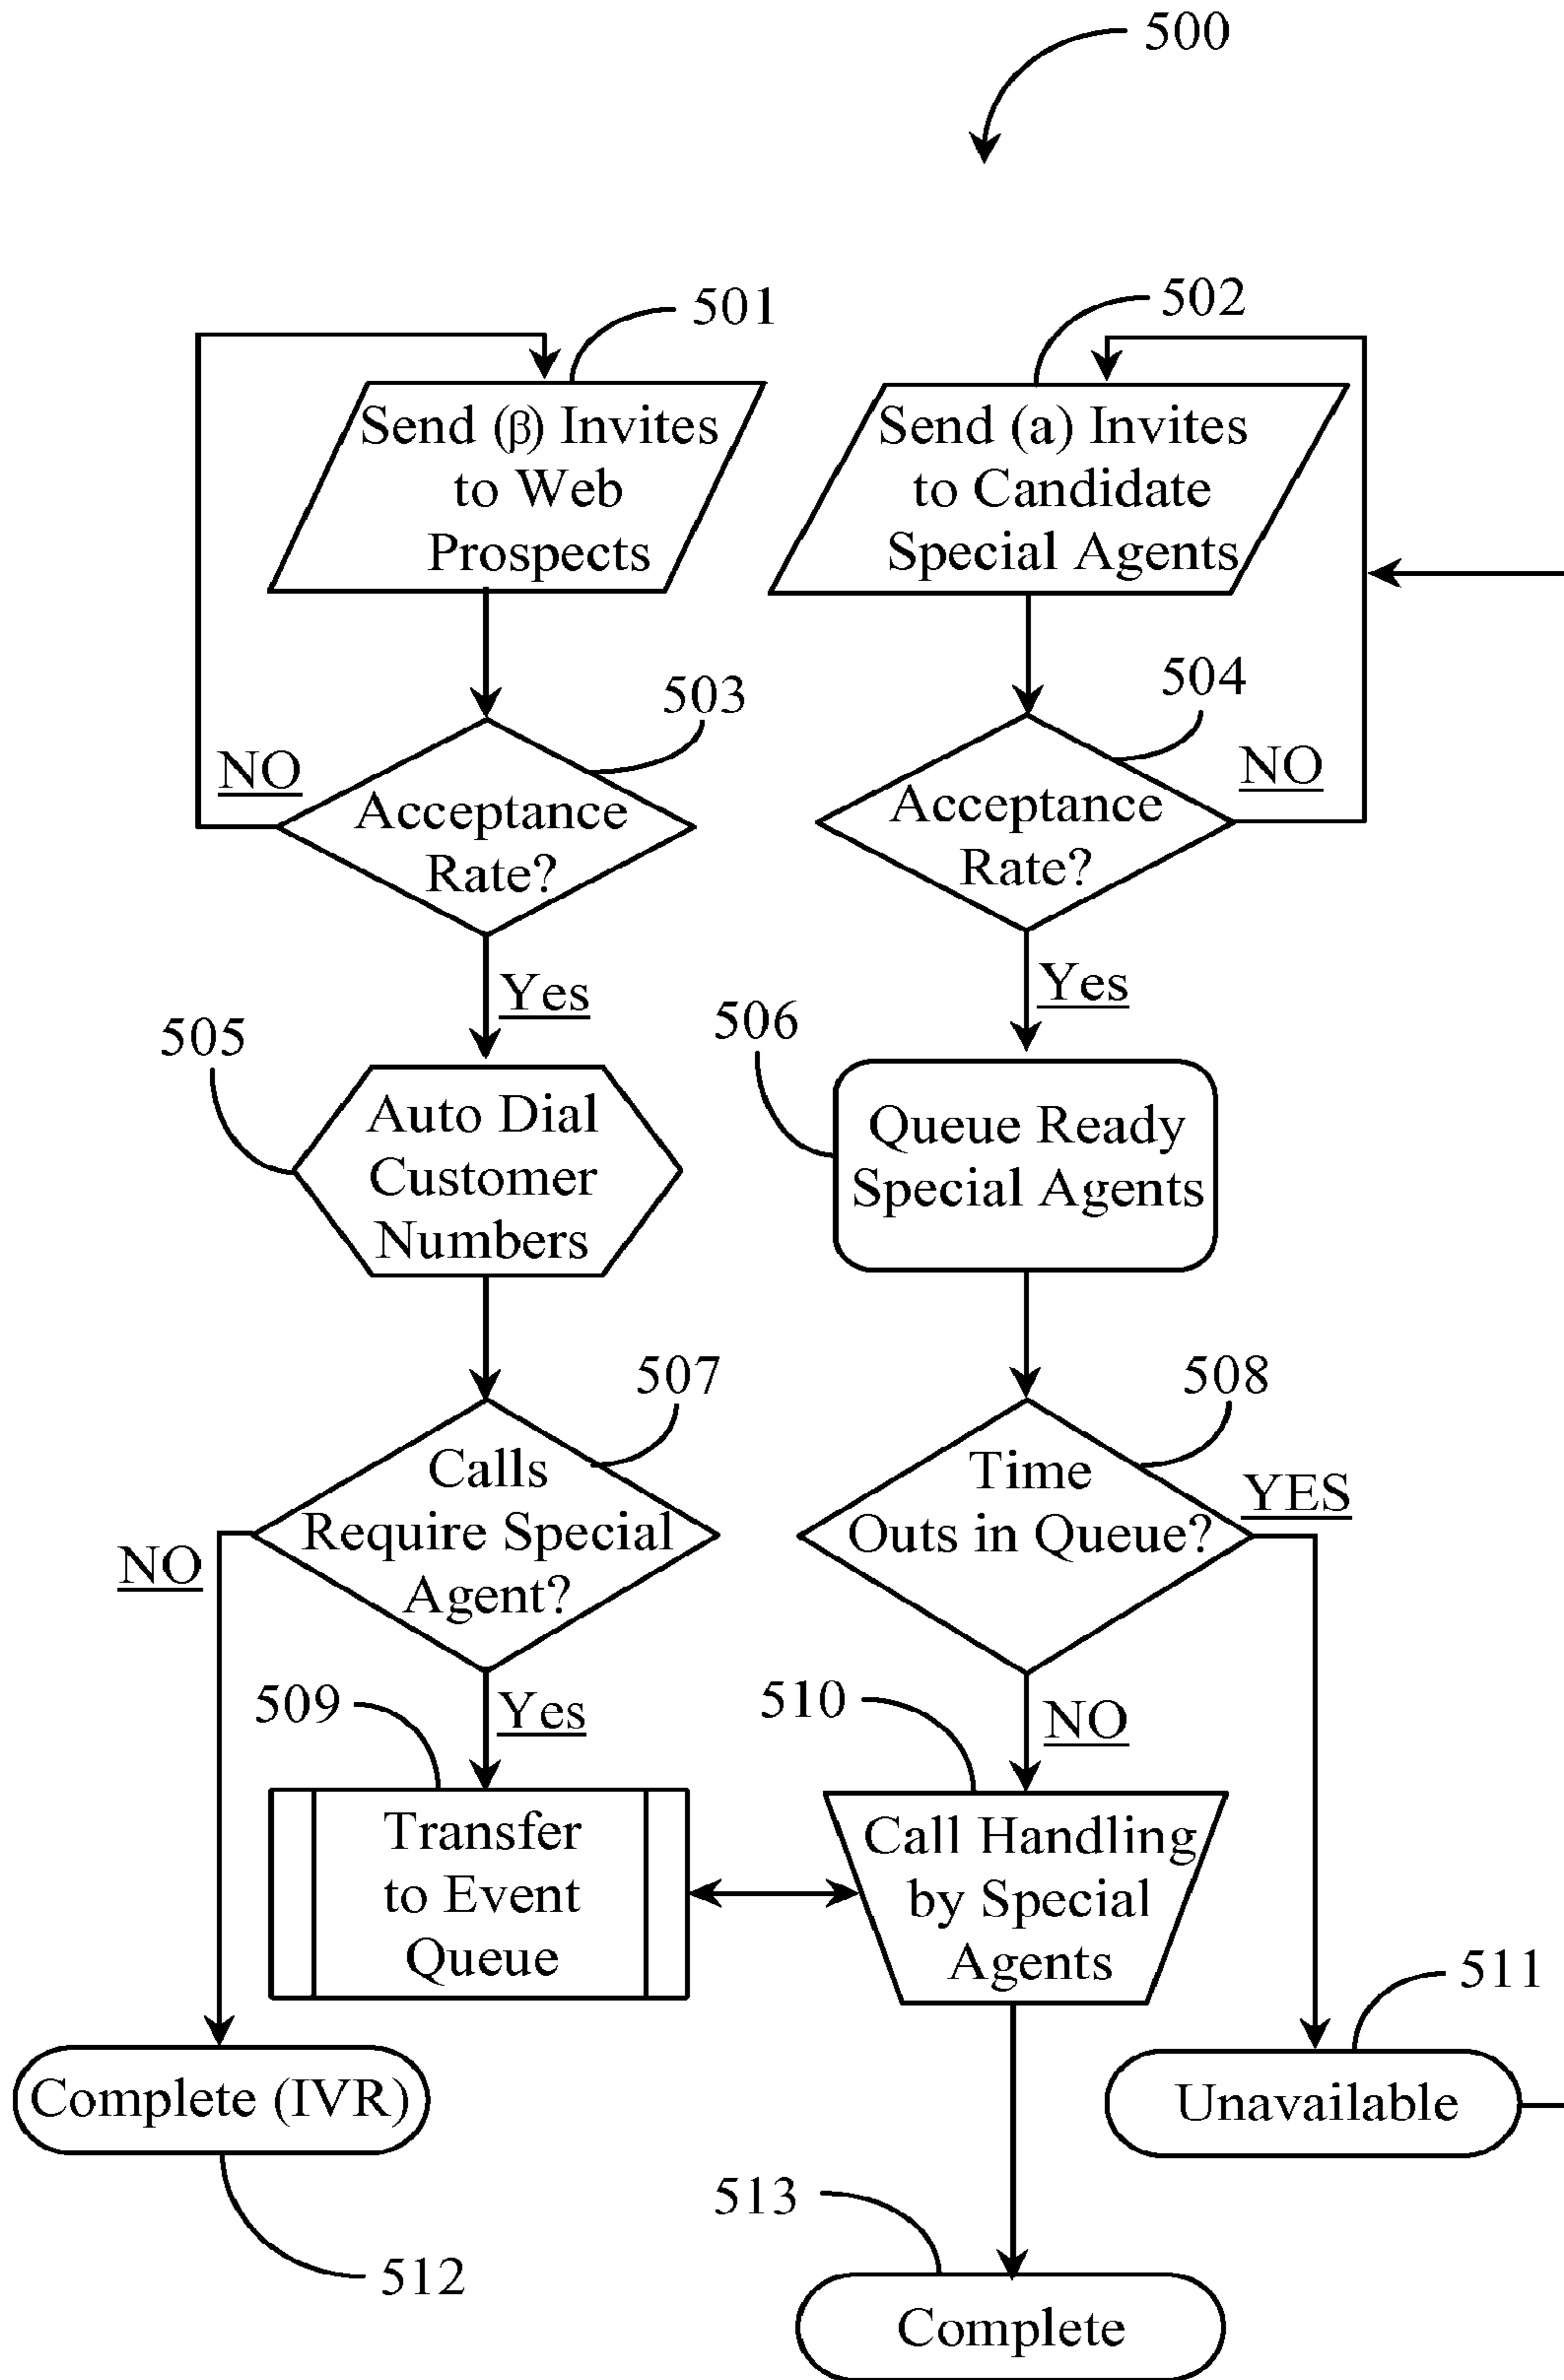 500
501
502
Send (β) Invites
to Web
Prospects
Send (a) Invites
to Candidate
Special Agents
503
504
NO
NO
Acceptance
Rate?
Acceptance
Rate?
Yes
Yes
505
506
Auto Dial
Customer
Numbers
Queue Ready
Special Agents
507
508
Calls
Require Special
Agent?
Time
Outs in Queue?
YES
NO
509
Yes
510
NO
Transfer
to Event
Queue
Call Handling
by Special
Agents
511
Complete (IVR)
Unavailable
512
513
Complete